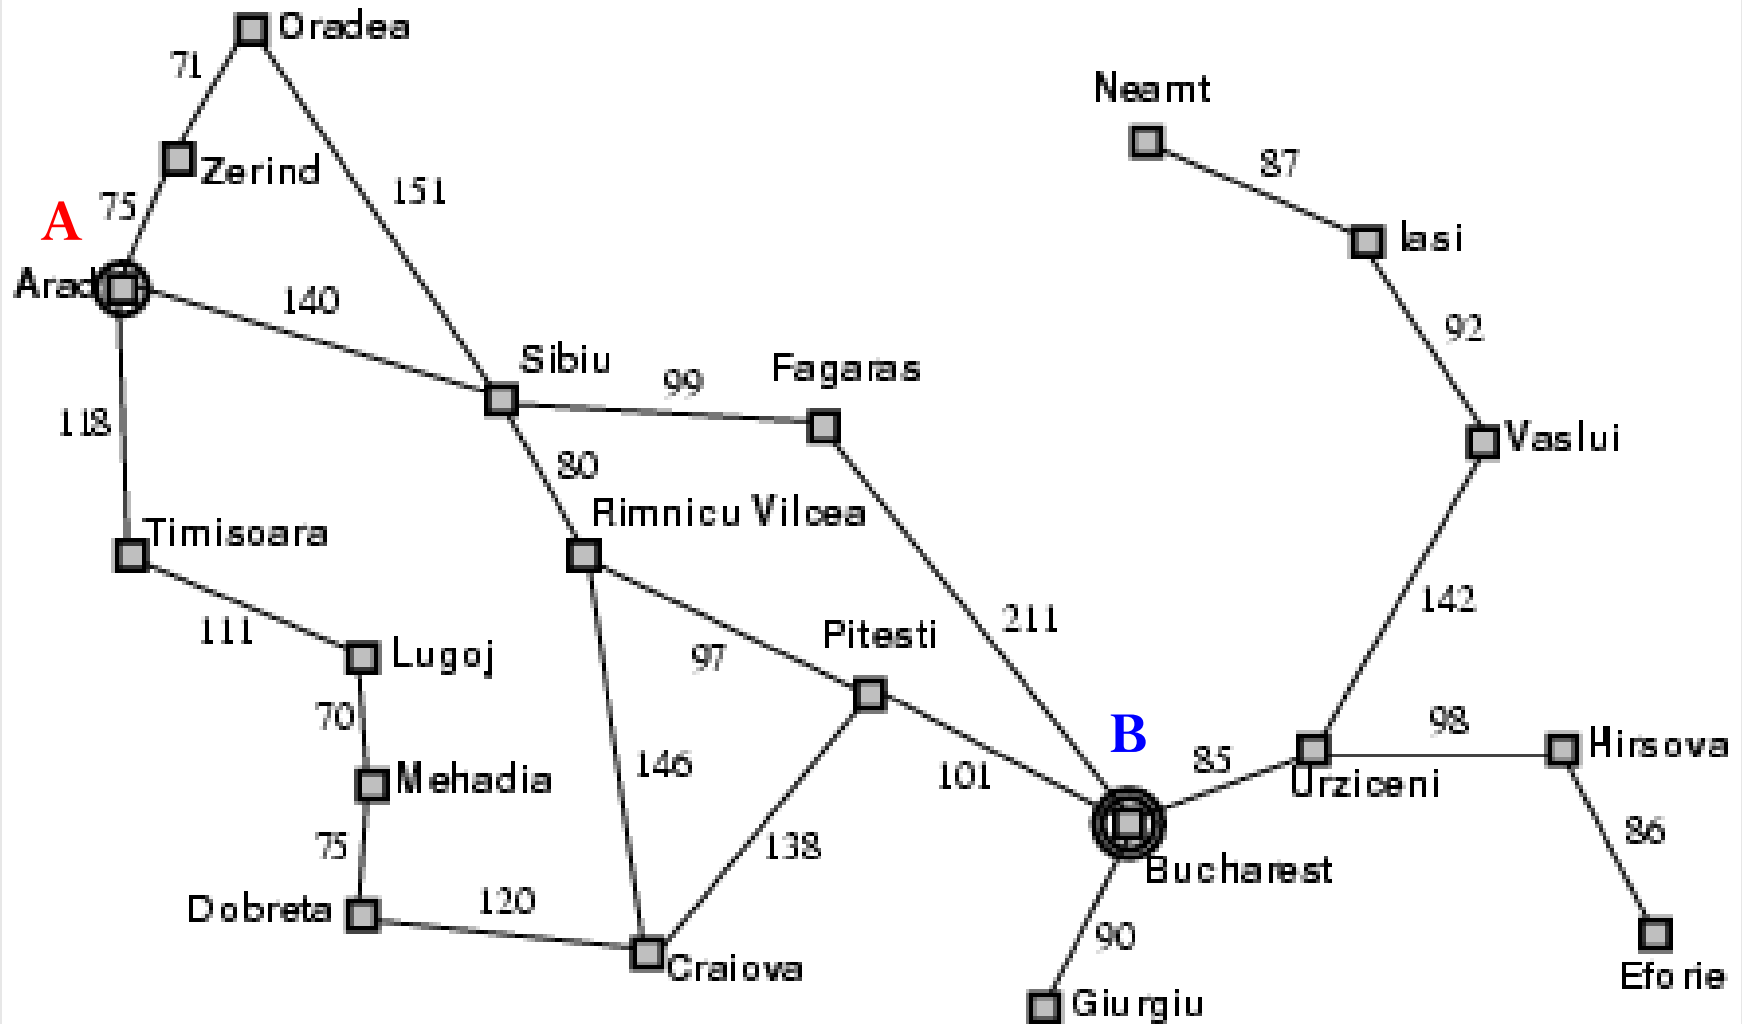 Oradea
71
Neamt
87
Zerind
151
75
A
Iasi
Arad
140
92
Sibiu
99
Fagaras
118
Vaslui
80
Rimnicu Vilcea
Timisoara
142
211
111
Pitesti
97
Lugoj
70
B
98
Hirsova
146
85
101
Mehadia
Urziceni
86
75
138
Bucharest
Dobreta
120
90
Craiova
Eforie
Giurgiu